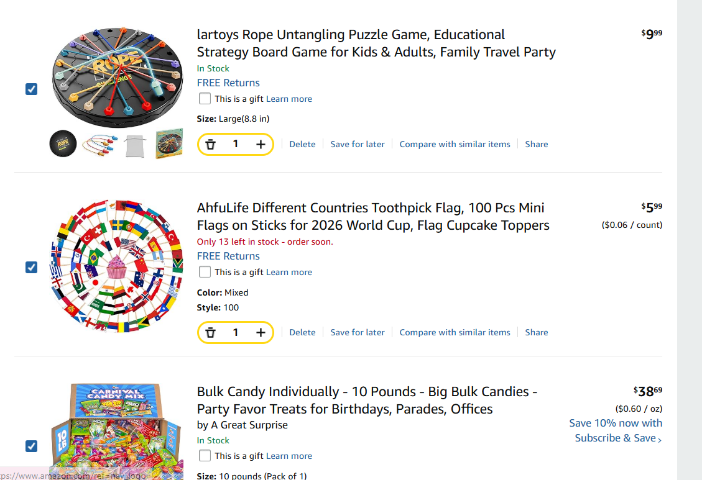 lartoys Rope Untangling Puzzle Game, Educational
Strategy Board Game for Kids & Adults, Family Travel Party
$9.99
In Stock
FREE Returns
This is a gift Learn more
Size: Large(8.8 in)
1 Delete Save for later Compare with similar items Share
ROPE
AhfuLife Different Countries Toothpick Flag, 100 Pcs Mini
Flags on Sticks for 2026 World Cup, Flag Cupcake Toppers
$5.99
($0.06 / count)
Only 13 left in stock - order soon.
FREE Returns
This is a gift Learn more
Color: Mixed
Style: 100
1 Delete Save for later Compare with similar items Share
CARNIVAL
CANDY MIX
10
LB
Bulk Candy Individually - 10 Pounds - Big Bulk Candies -
Party Favor Treats for Birthdays, Parades, Offices
$38.69
($0.60 / oz)
by A Great Surprise
Save 10% now with
Subscribe & Save
In Stock
This is a gift Learn more
Size: 10 pounds (Pack of 1)
ps://www.amazon.com/ref=nav_logo